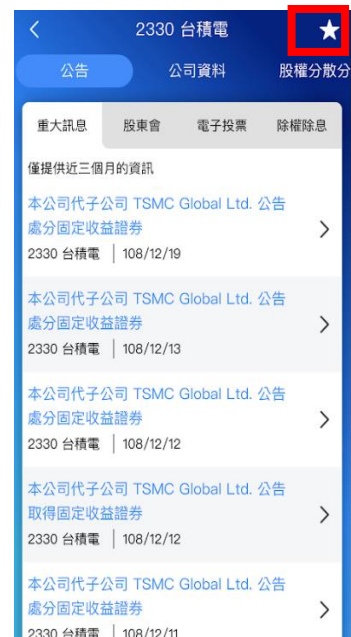 2330 台積電
公告 公司資料 股權分散分
重大訊息 股東會 電子投票 除權除息
僅提供近三個月的資訊
本公司代子公司 TSMC Global Ltd. 公告
處分固定收益證券
2330 台積電 | 108/12/19
本公司代子公司 TSMC Global Ltd. 公告
處分固定收益證券
2330 台積電 | 108/12/13
本公司代子公司 TSMC Global Ltd. 公告
處分固定收益證券
2330 台積電 | 108/12/12
本公司代子公司 TSMC Global Ltd. 公告
取得固定收益證券
2330 台積電 | 108/12/12
本公司代子公司 TSMC Global Ltd. 公告
處分固定收益證券
2330 台積電 | 108/12/11